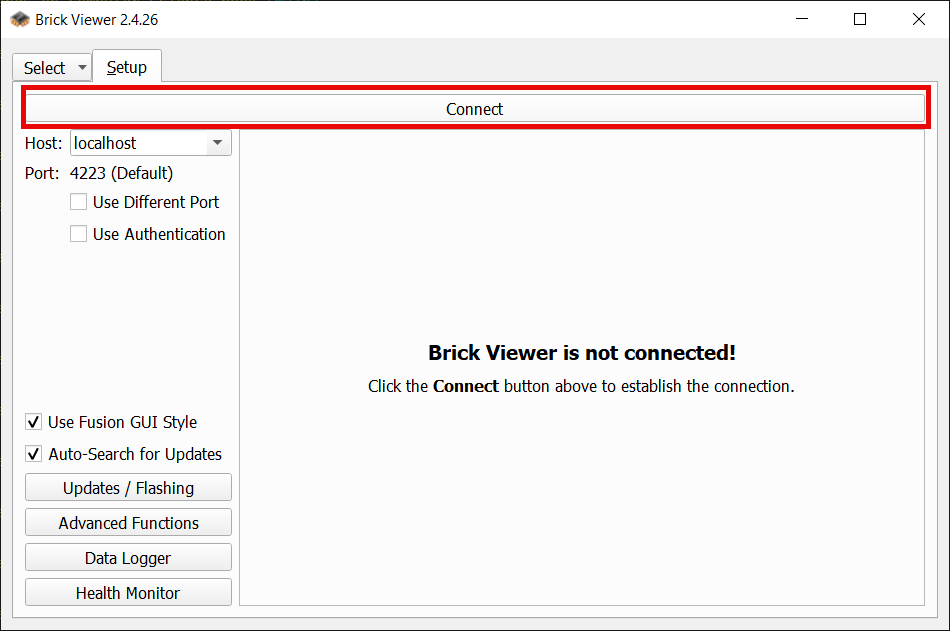 Brick Viewer 2.4.26
Select
Setup
Connect
Host: localhost
Port: 4223 (Default)
Use Different Port
Use Authentication
Brick Viewer is not connected!
Click the Connect button above to establish the connection.
Use Fusion GUI Style
Auto-Search for Updates
Updates / Flashing
Advanced Functions
Data Logger
Health Monitor